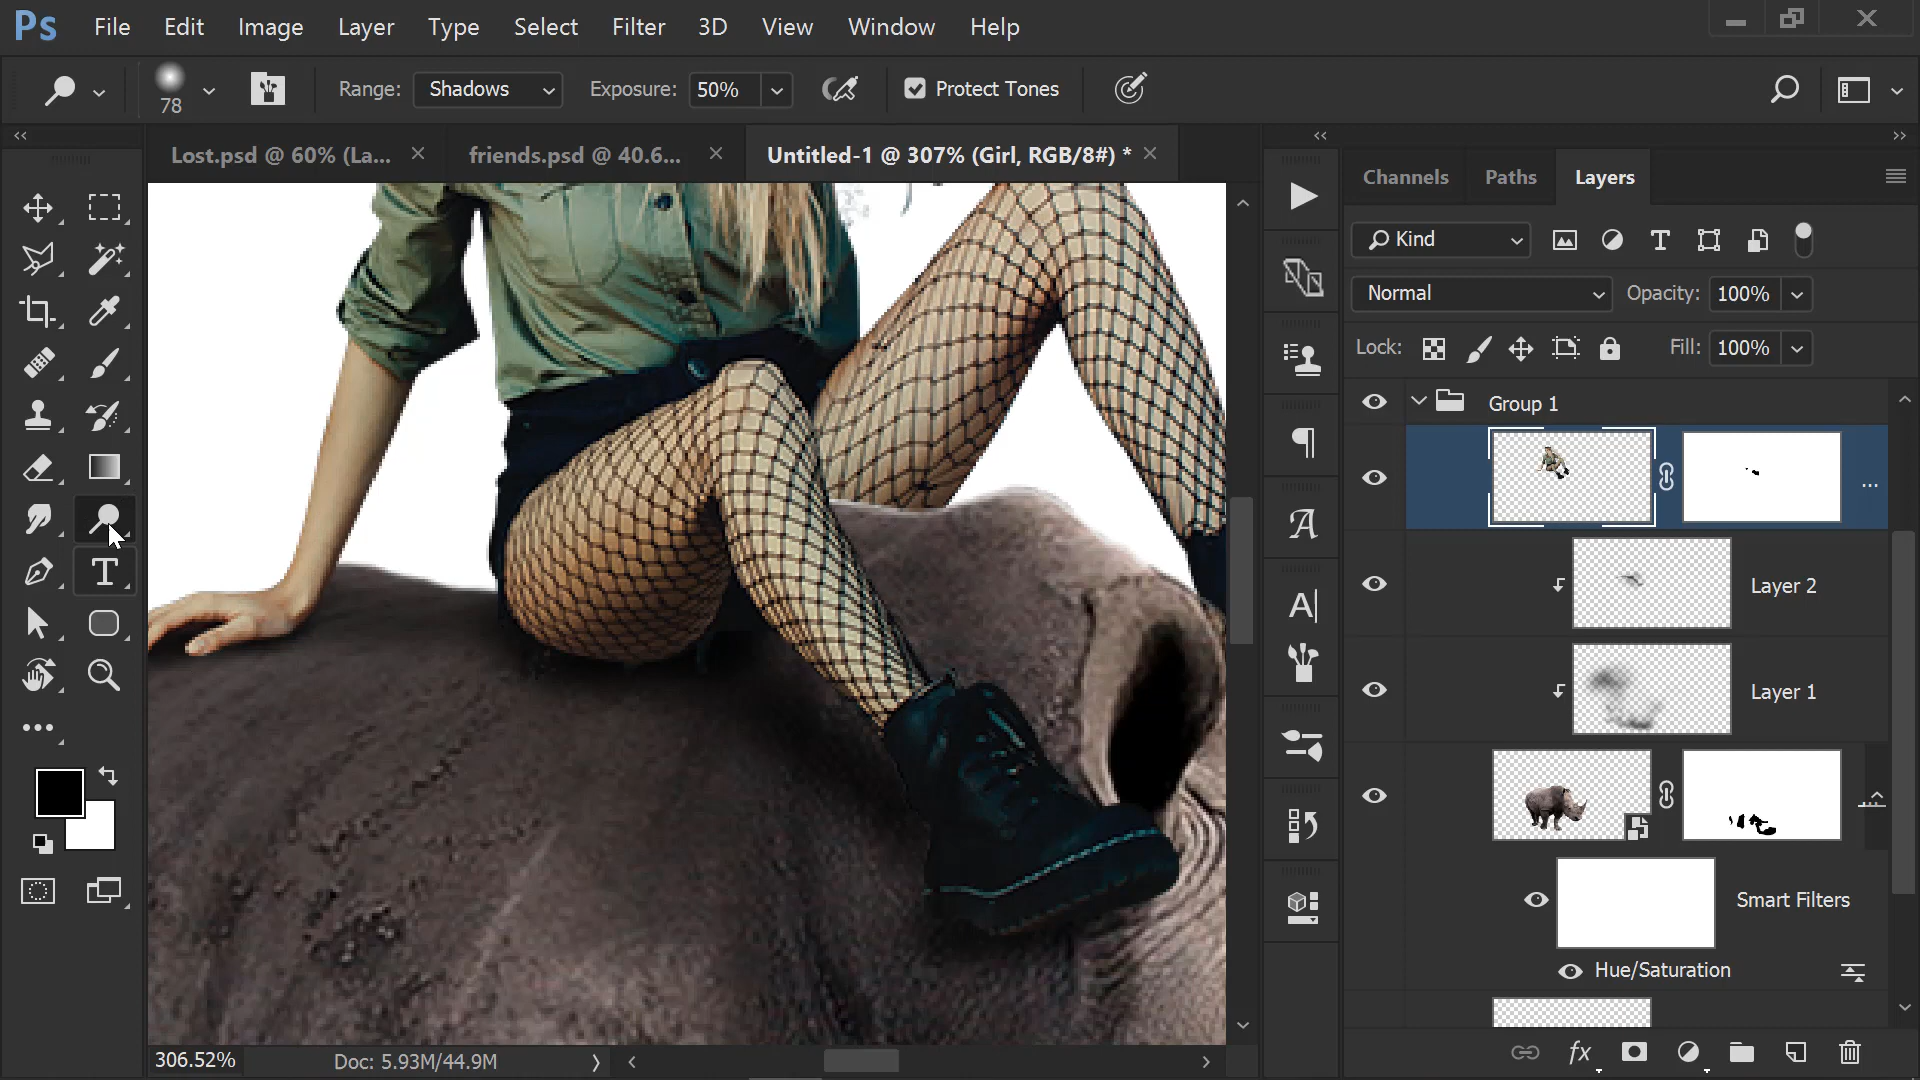 Ps File Edit Image Layer Type Select Filter 3D View Window Help
78 Range: Shadows Exposure: 50% Protect Tones
Lost.psd @ 60% (La... friends.psd @ 40.6... Untitled-1 @ 307% (Girl, RGB/8#) *
Channels Paths Layers
Kind
Normal Opacity: 100%
Lock: Fill: 100%
Group 1
...
Layer 2
Layer 1
Smart Filters
Hue/Saturation
306.52% Doc: 5.93M/44.9M
fx